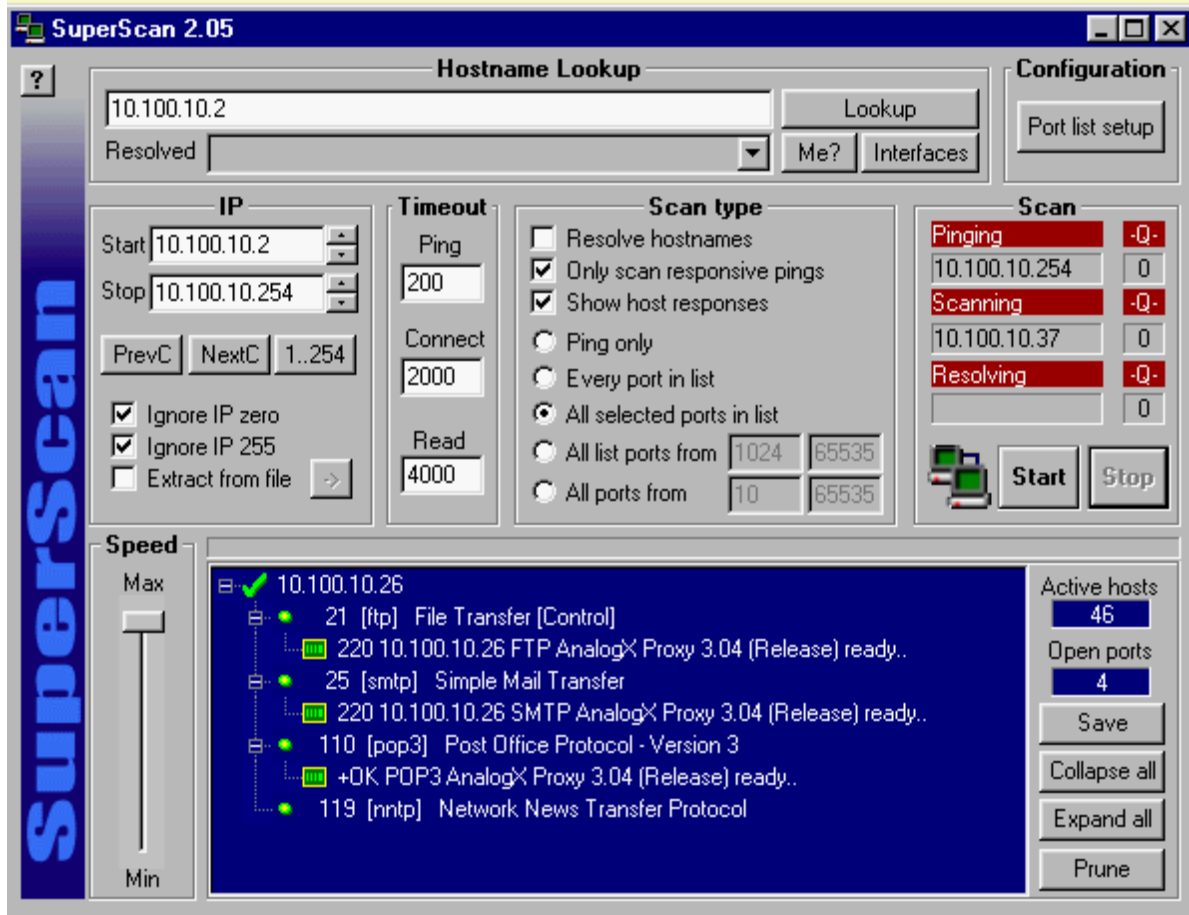 SuperScan 2.05
?
Hostname Lookup
10.100.10.2
Lookup
Resolved
Me?
Interfaces
Configuration
Port list setup
IP
Start 10.100.10.2
Stop 10.100.10.254
PrevC NextC 1..254
Ignore IP zero
Ignore IP 255
Extract from file ->
Timeout
Ping
200
Connect
2000
Read
4000
Scan type
Resolve hostnames
Only scan responsive pings
Show host responses
Ping only
Every port in list
All selected ports in list
All list ports from 1024 65535
All ports from 10 65535
Scan
Pinging -Q-
10.100.10.254 0
Scanning -Q-
10.100.10.37 0
Resolving -Q-
0
Start Stop
SuperScan
Speed
Max
Min
10.100.10.26
21 [ftp] File Transfer [Control]
220 10.100.10.26 FTP AnalogX Proxy 3.04 (Release) ready..
25 [smtp] Simple Mail Transfer
220 10.100.10.26 SMTP AnalogX Proxy 3.04 (Release) ready..
110 [pop3] Post Office Protocol - Version 3
+OK POP3 AnalogX Proxy 3.04 (Release) ready..
119 [nntp] Network News Transfer Protocol
Active hosts
46
Open ports
4
Save
Collapse all
Expand all
Prune